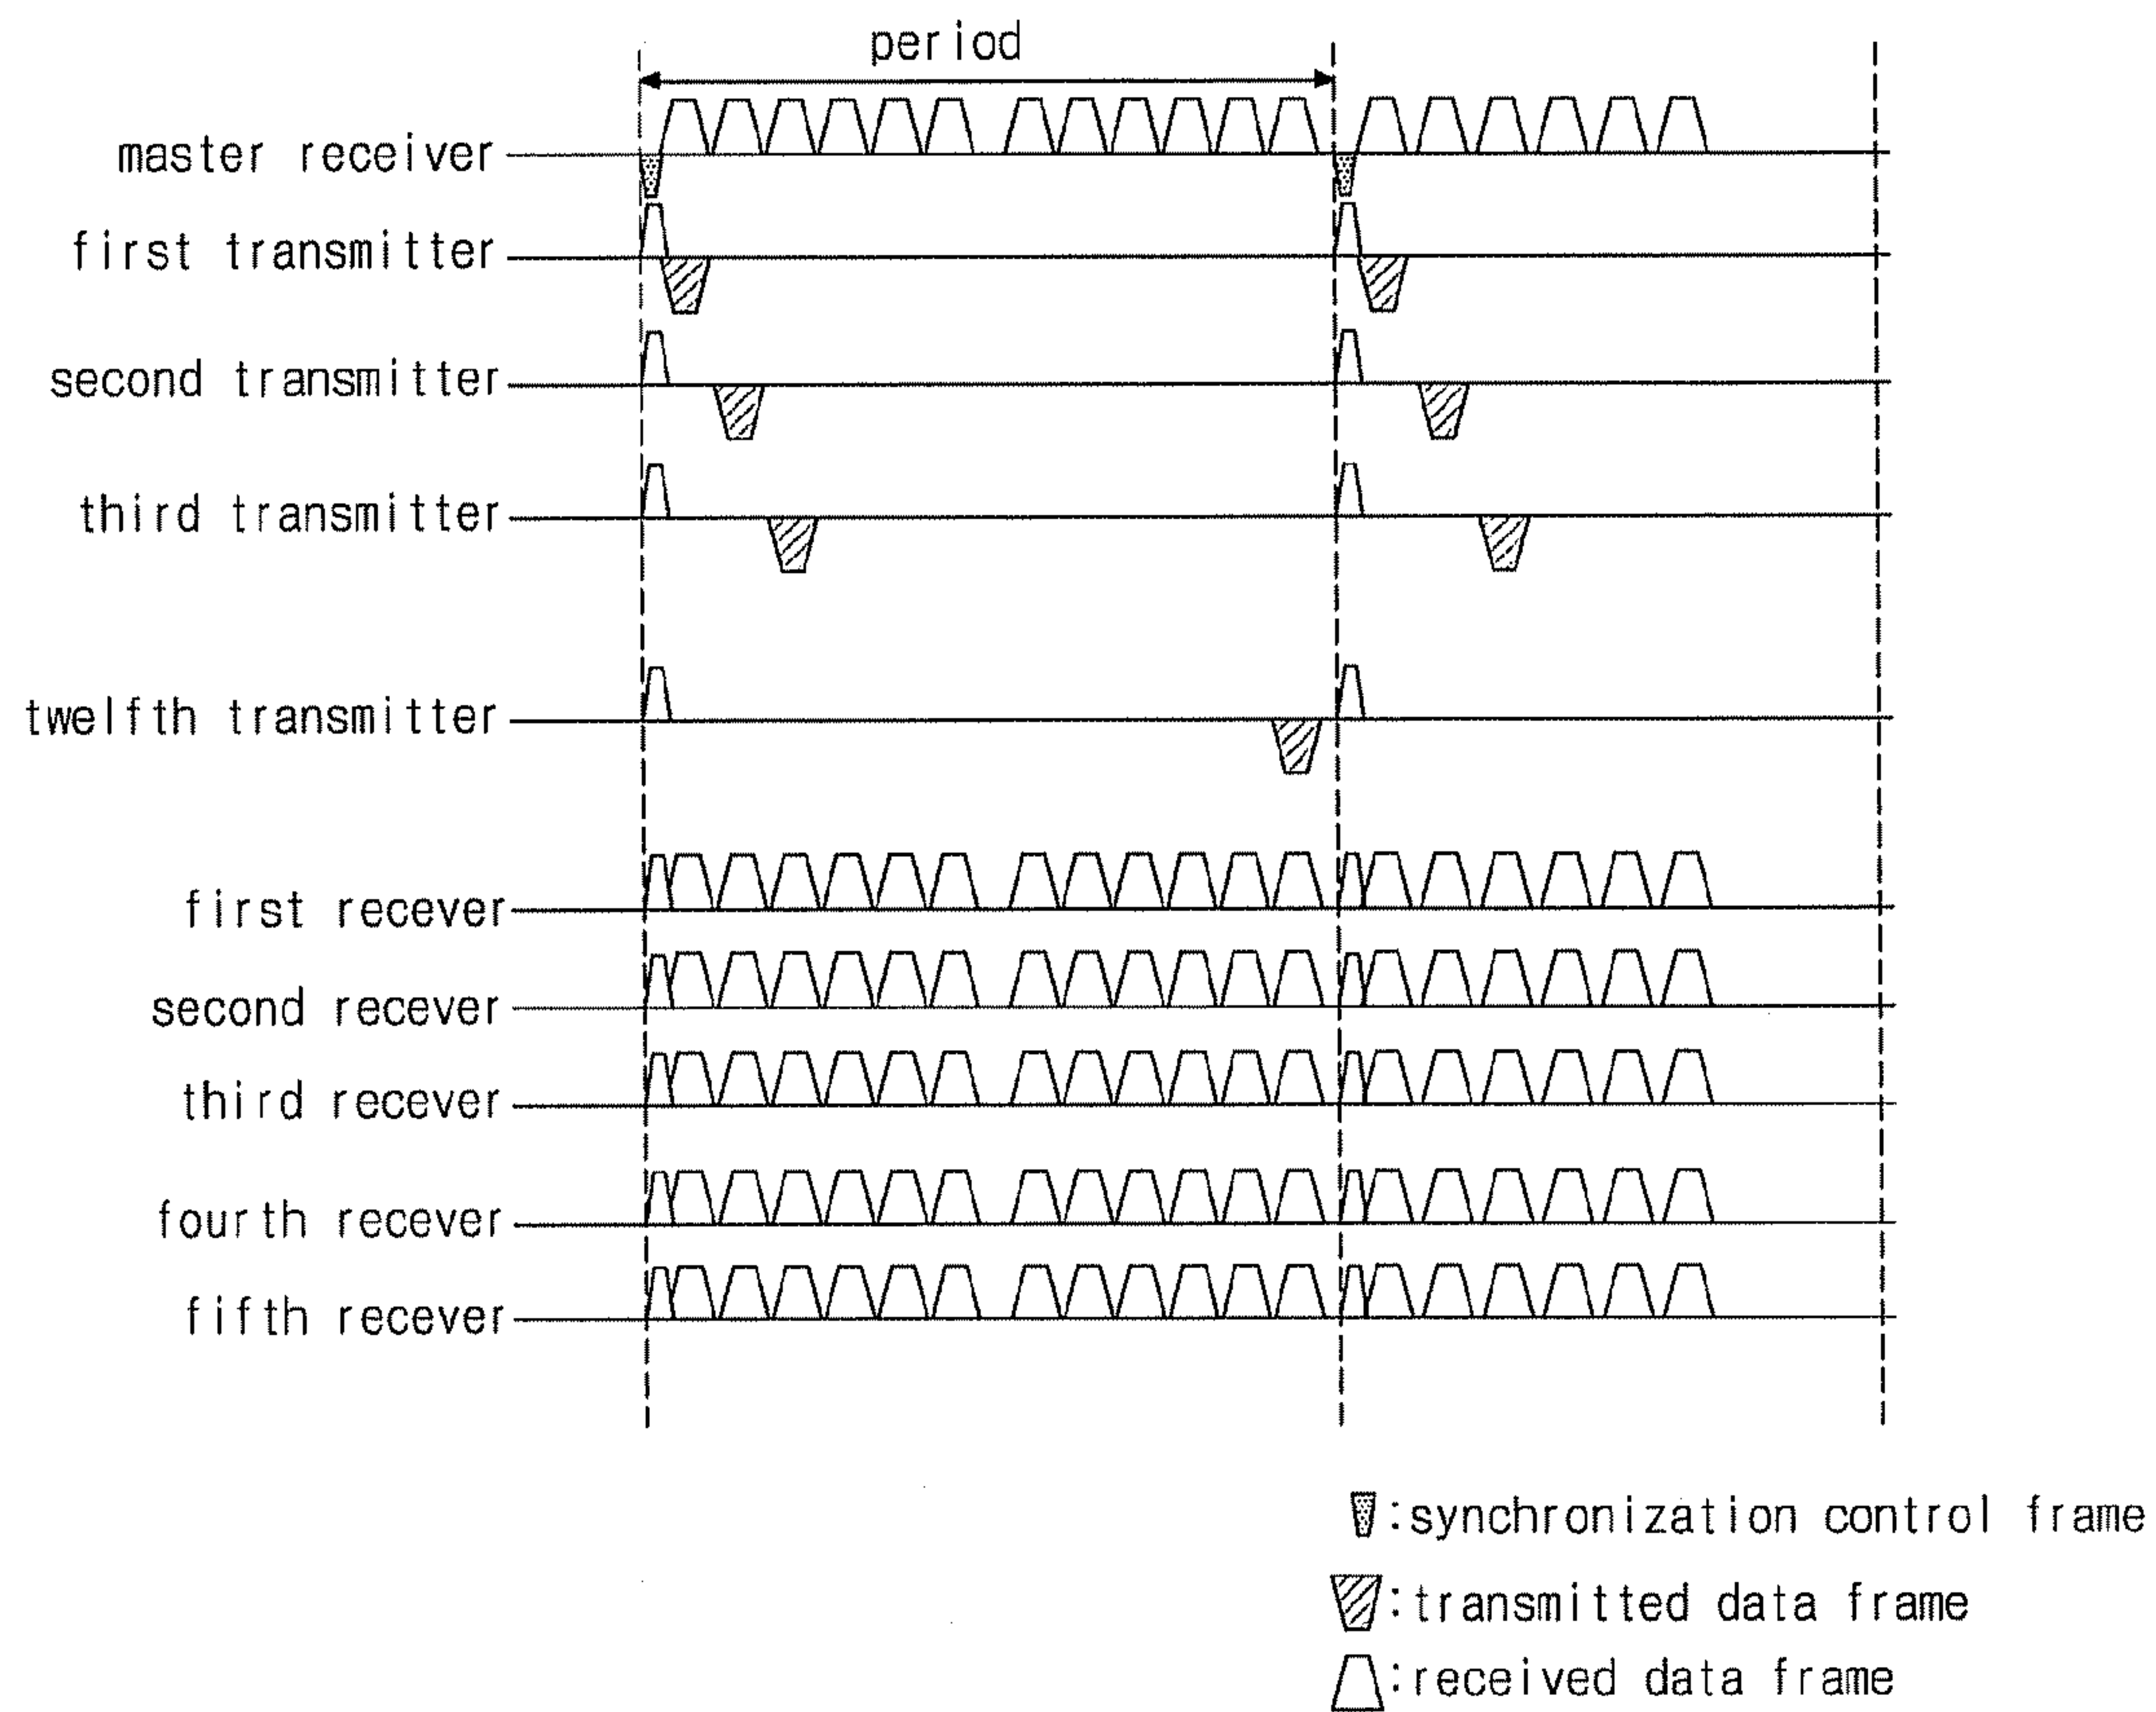 period
master receiver
first transmitter
second transmitter
third transmitter
twelfth transmitter
first recever
second recever
third recever
fourth recever
fifth recever
:synchronization control frame
:transmitted data frame
:received data frame